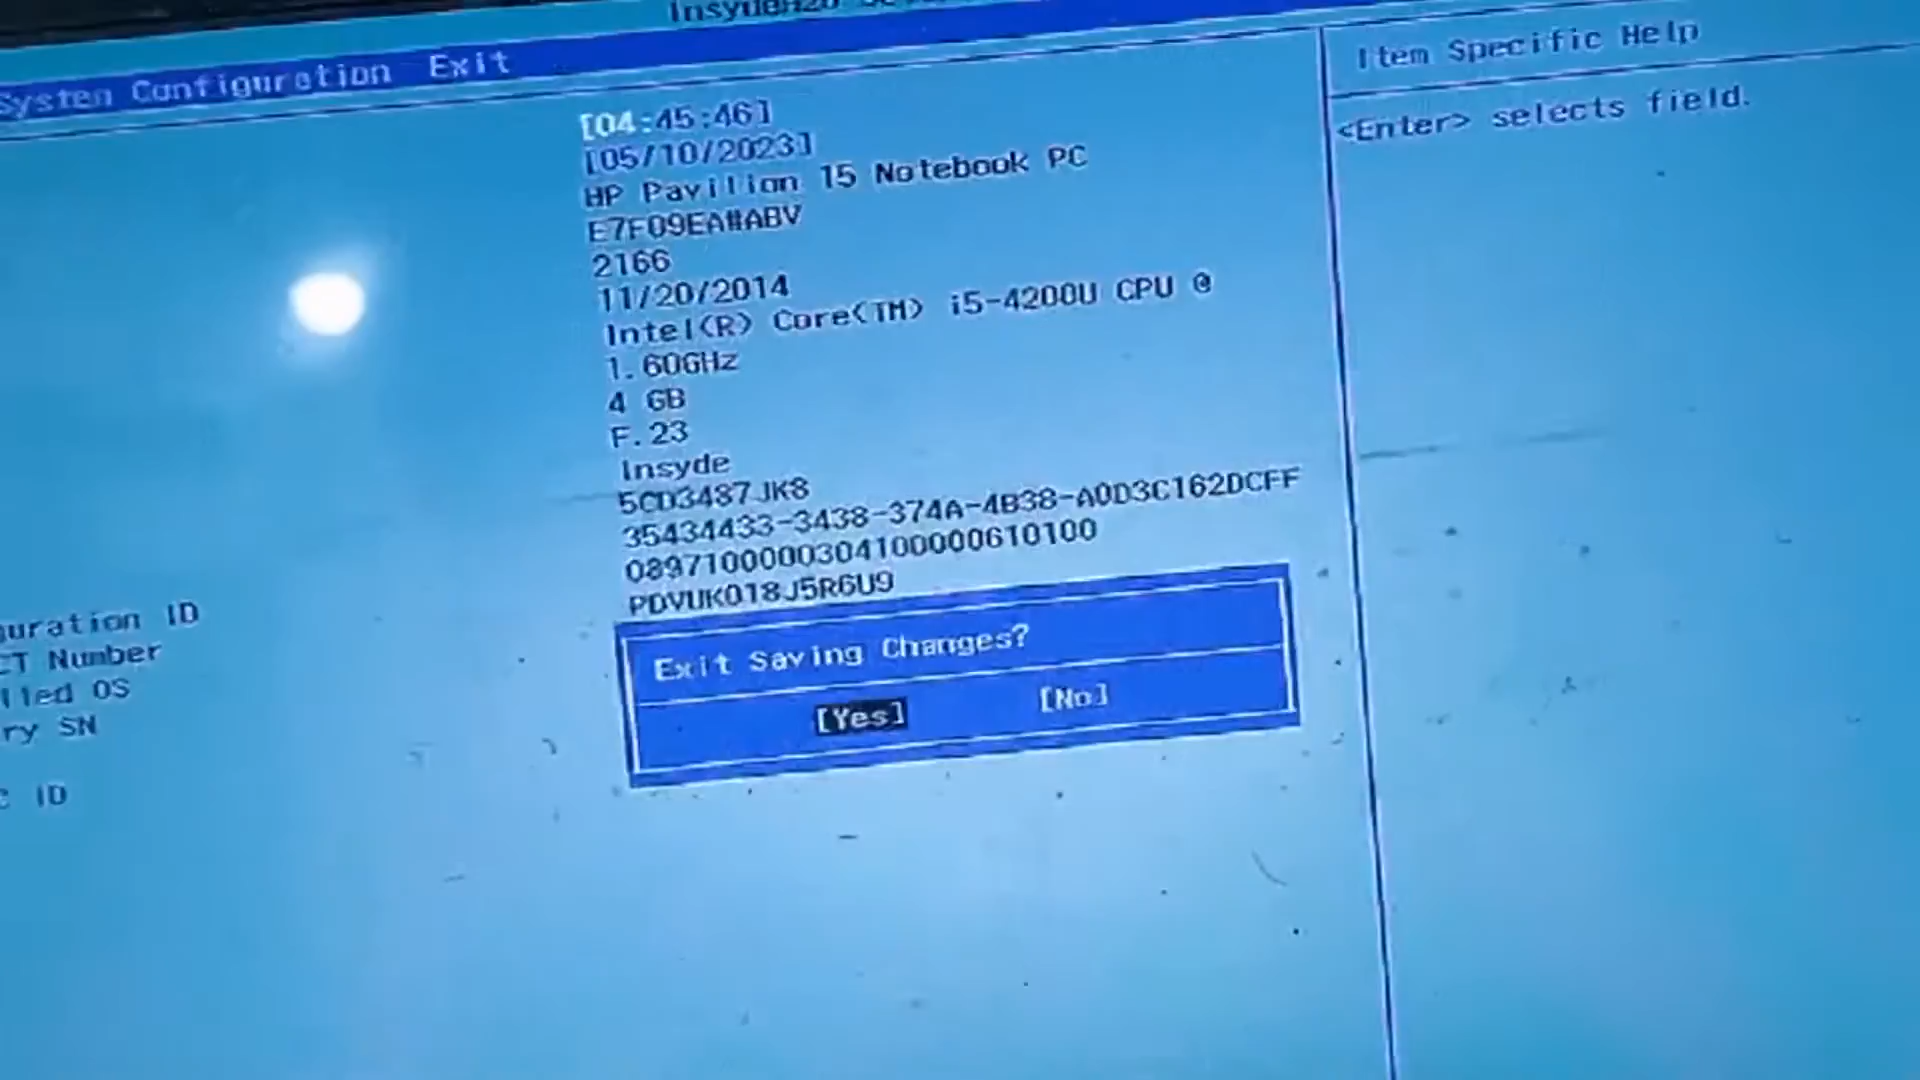 System Configuration Exit
Item Specific Help
<Enter> selects field.
[04:45:46]
[05/10/2023]
HP Pavilion 15 Notebook PC
E7F09EA#ABV
2166
11/20/2014
Intel(R) Core(TM) i5-4200U CPU @
1.60GHz
4 GB
F.23
Insyde
5CD3487JK8
35434433-3438-374A-4B38-A0D3C162DCFF
089710000030410000061010​0
PDVUK018J5R6U9
uration ID
CT Number
lled OS
ry SN
ID
Exit Saving Changes?
[Yes] [No]